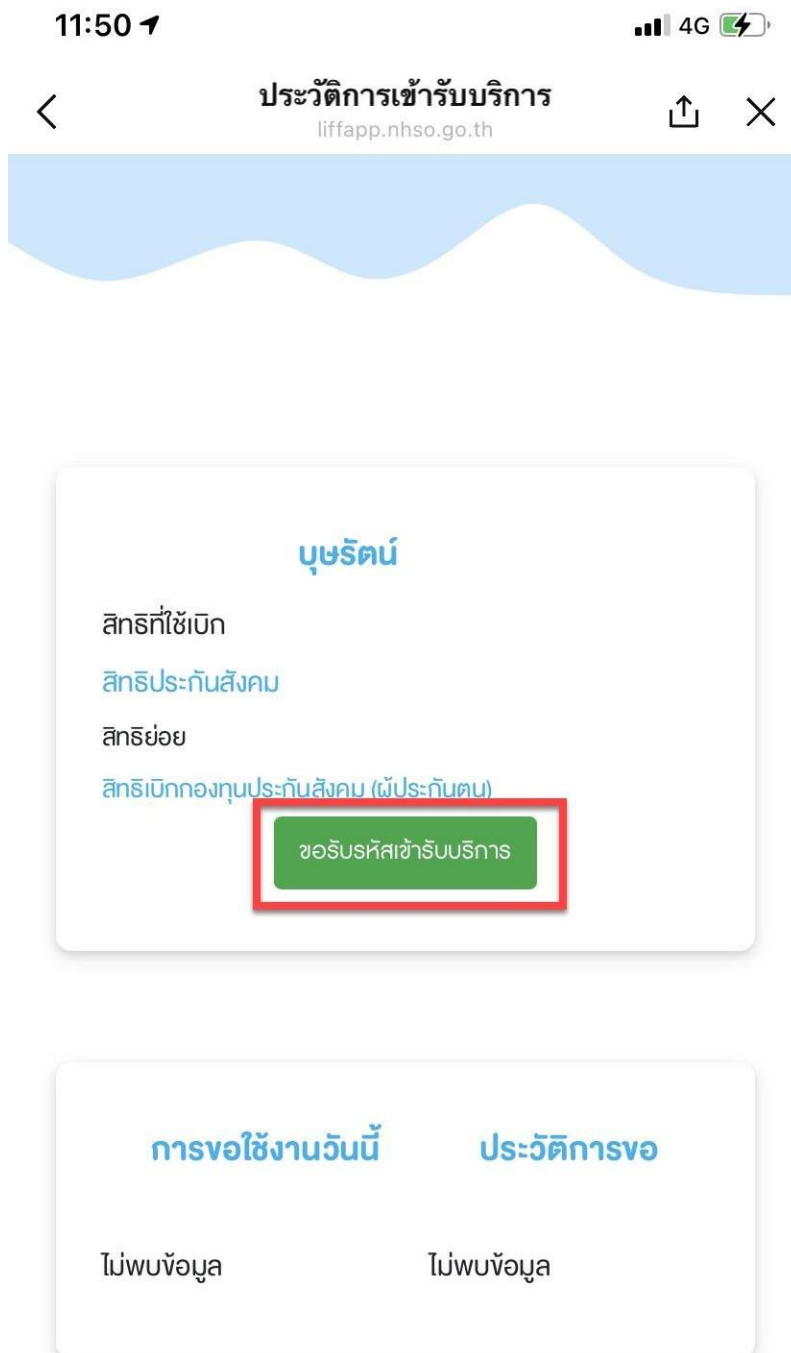 11:50
4G
ประวัติการเข้ารับบริการ
liffapp.nhso.go.th
บุษรัตน์
สิทธิที่ใช้เบิก
สิทธิประกันสังคม
สิทธิย่อย
สิทธิเบิกกองทุนประกันสังคม (ผู้ประกันตน)
ขอรับรหัสเข้ารับบริการ
การขอใช้งานวันนี้ ประวัติการขอ
ไม่พบข้อมูล ไม่พบข้อมูล